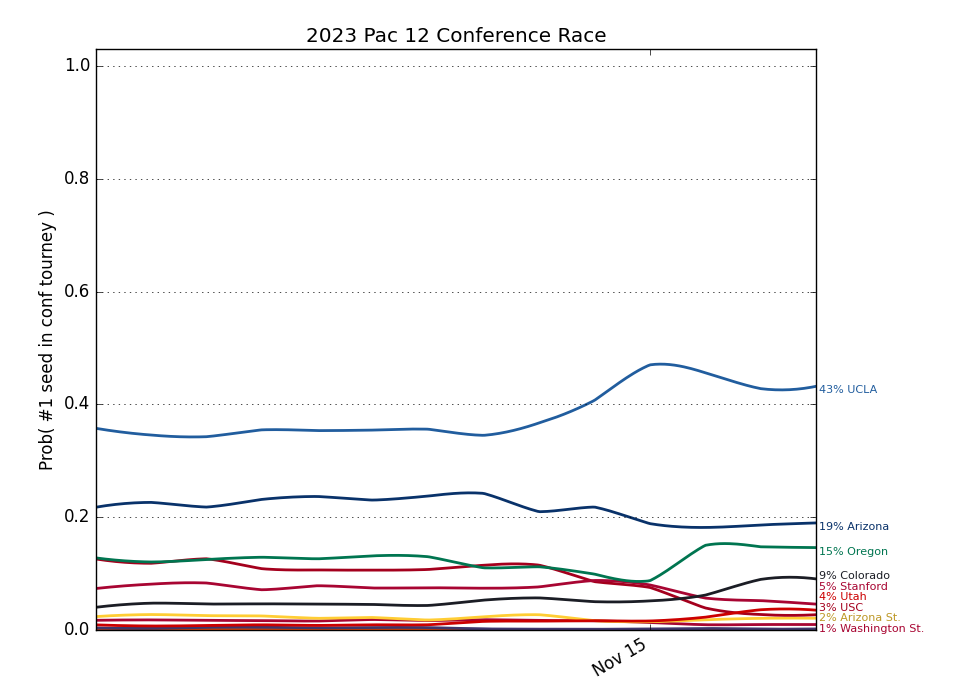 2023 Pac 12 Conference Race
Prob( #1 seed in conf tourney )
1.0
0.8
0.6
0.4
0.2
0.0
43% UCLA
19% Arizona
15% Oregon
9% Colorado
5% Stanford
4% Utah
3% USC
2% Arizona St.
1% Washington St.
Nov 15